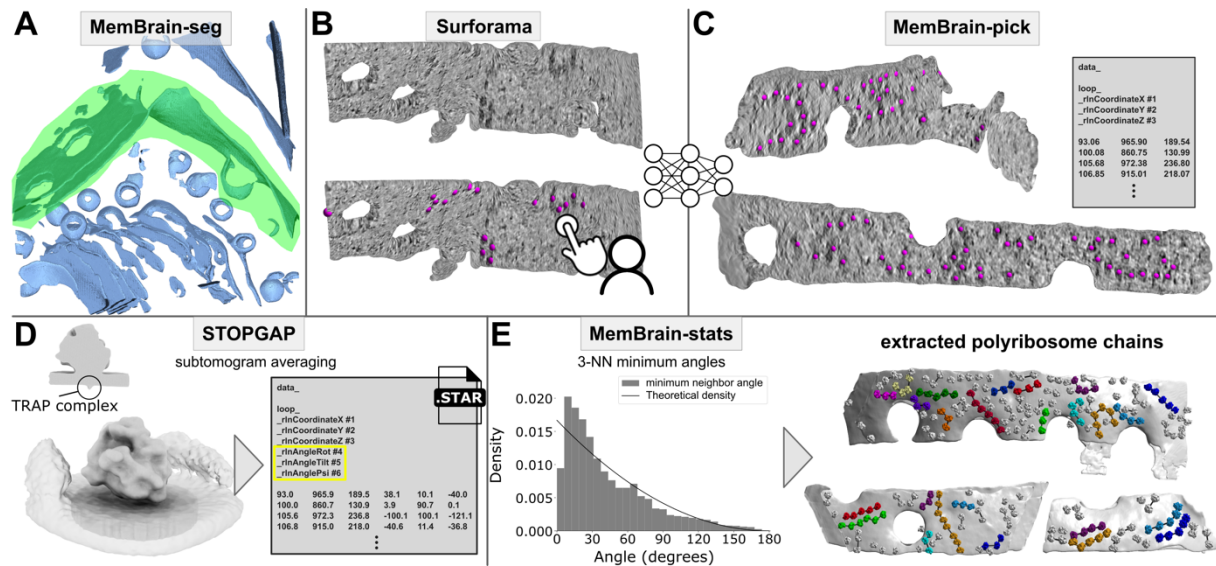 A
MemBrain-seg
B
Surforama
C
MemBrain-pick
data_
loop_
_rlnCoordinateX #1
_rlnCoordinateY #2
_rlnCoordinateZ #3
93.06 965.90 189.54
100.08 860.75 130.99
105.68 972.38 236.80
106.85 915.01 218.07
D
STOPGAP
subtomogram averaging
TRAP complex
.STAR
data_
loop_
_rlnCoordinateX #1
_rlnCoordinateY #2
_rlnCoordinateZ #3
_rlnAngleRot #4
_rlnAngleTilt #5
_rlnAnglePsi #6
93.0 965.9 189.5 38.1 10.1 -40.0
100.0 860.7 130.9 3.9 90.7 0.1
105.6 972.3 236.8 -100.1 100.1 -121.1
106.8 915.0 218.0 -40.6 11.4 -36.8
E
MemBrain-stats
3-NN minimum angles
minimum neighbor angle
Theoretical density
Density
0.020
0.015
0.010
0.005
0.000
0 30 60 90 120 150 180
Angle (degrees)
extracted polyribosome chains